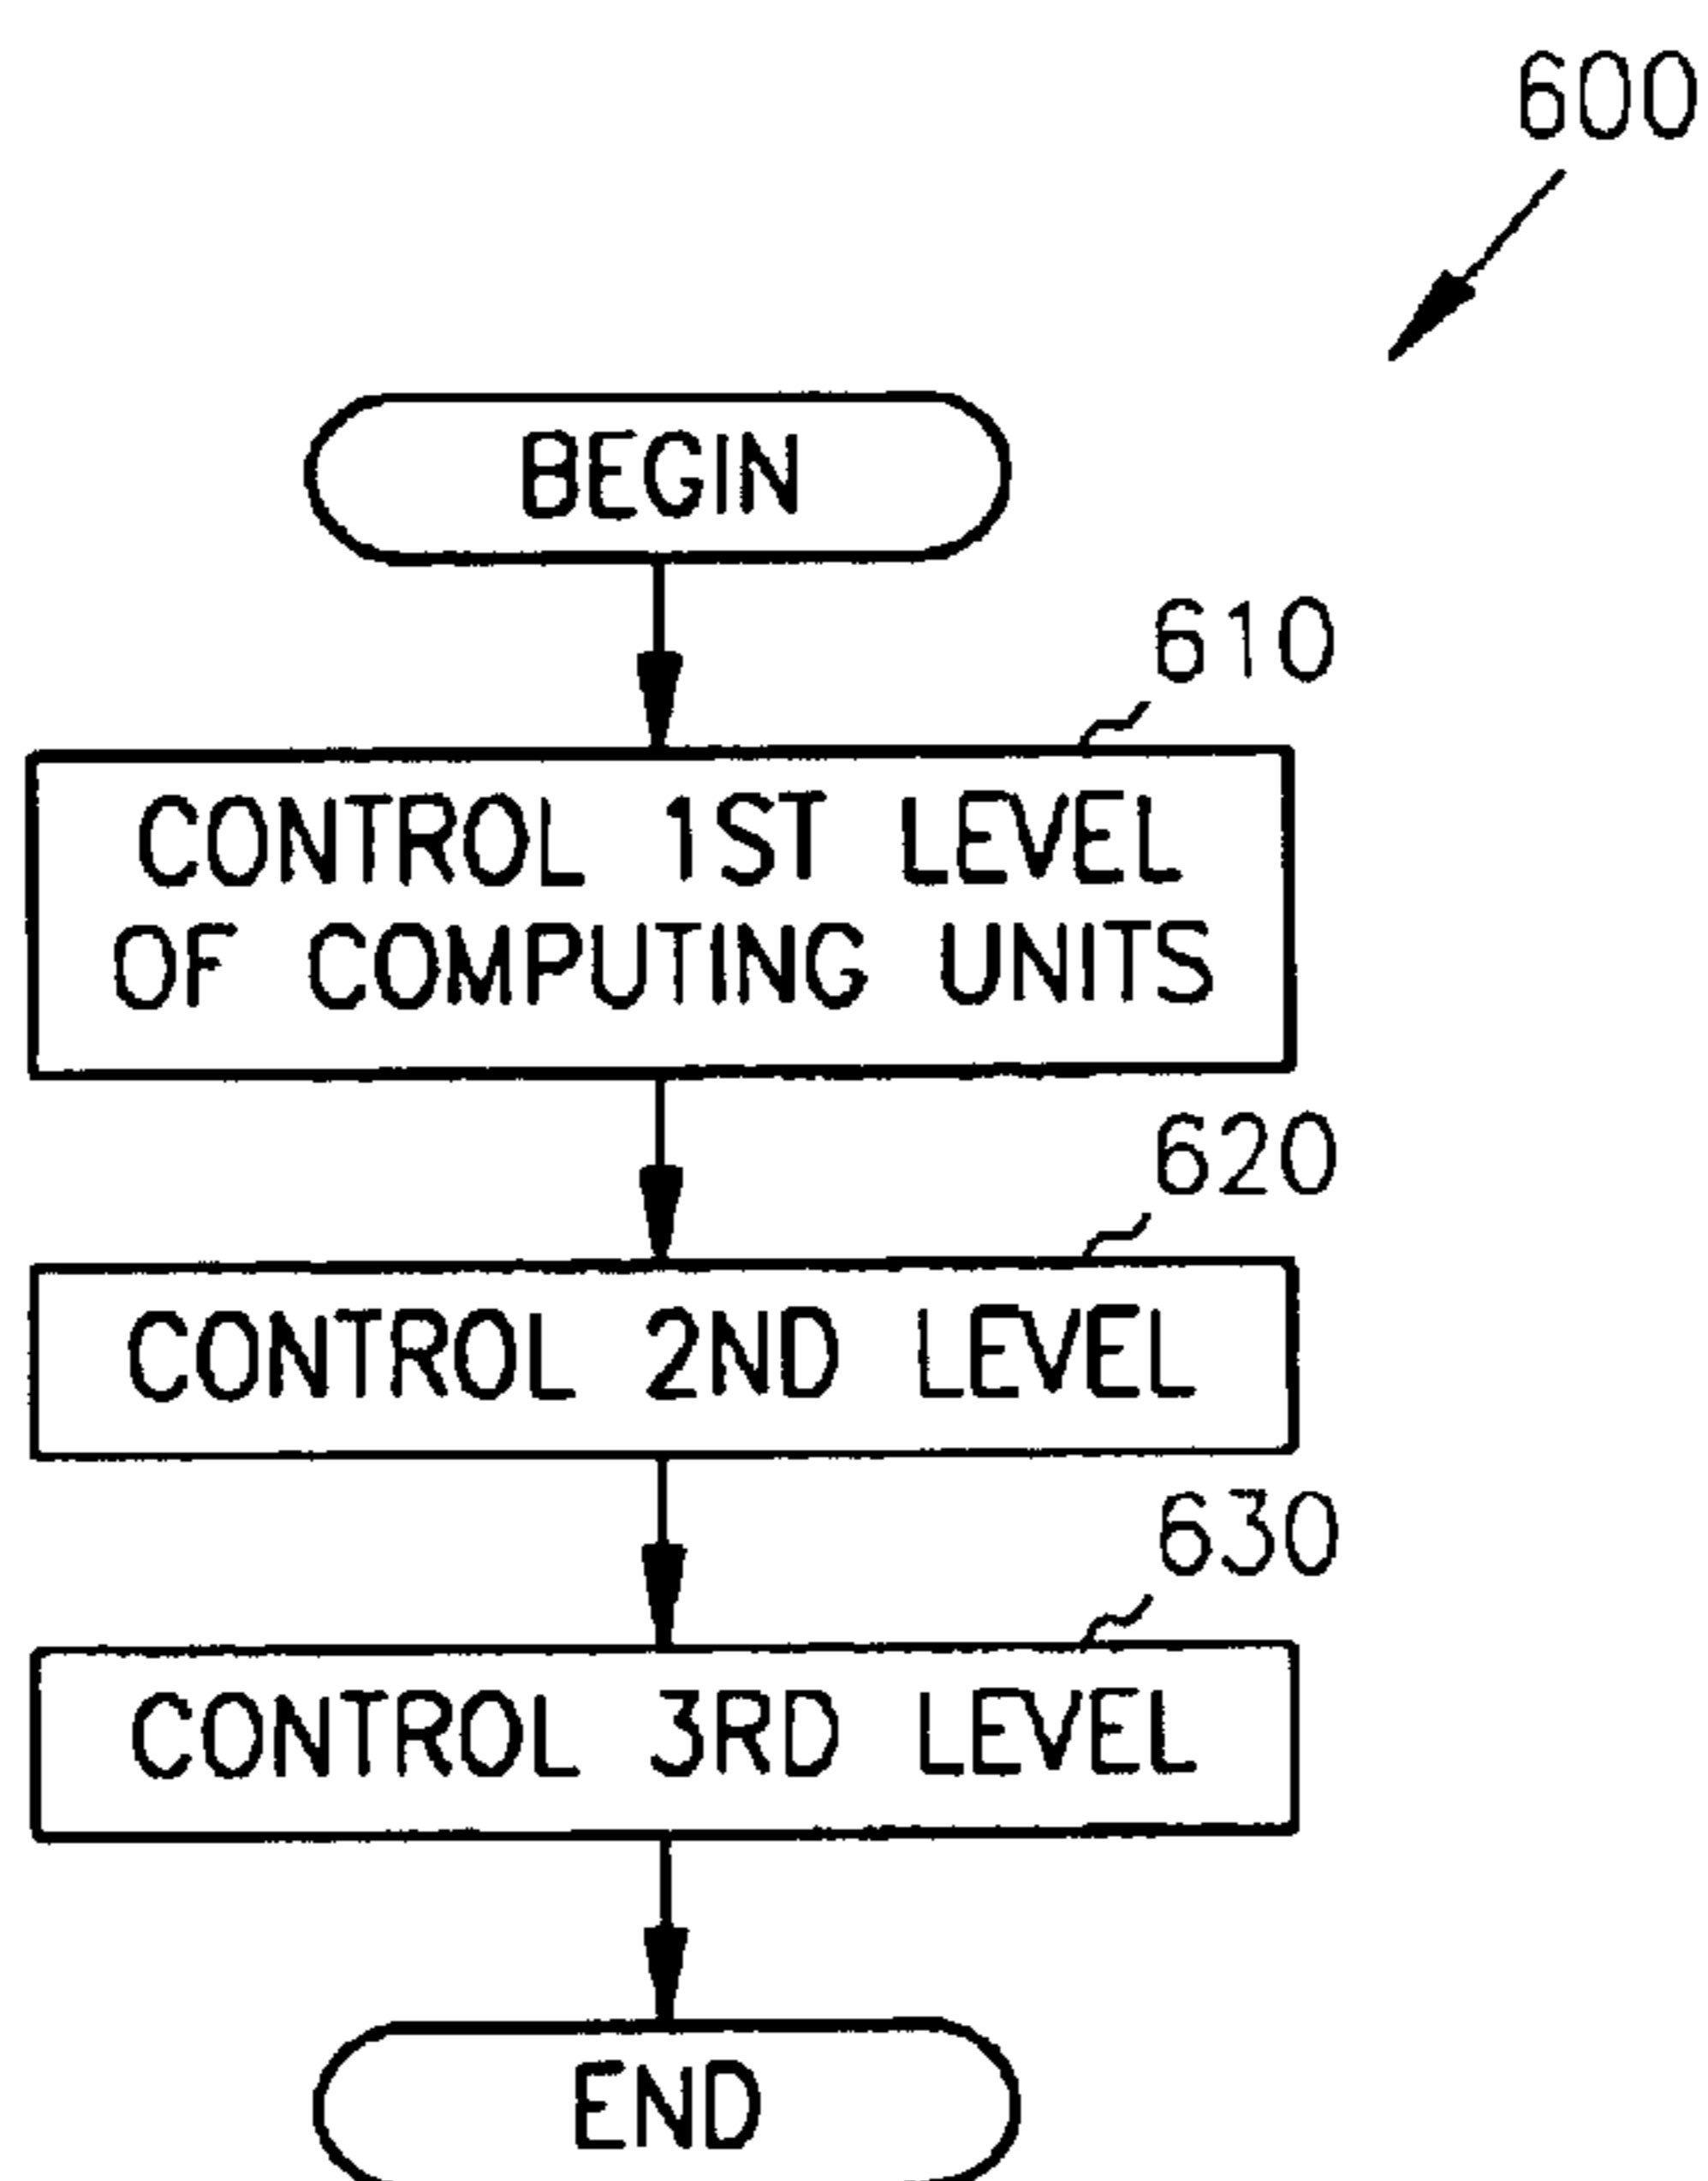 600
BEGIN
610
CONTROL 1ST LEVEL
OF COMPUTING UNITS
620
CONTROL 2ND LEVEL
630
CONTROL 3RD LEVEL
END